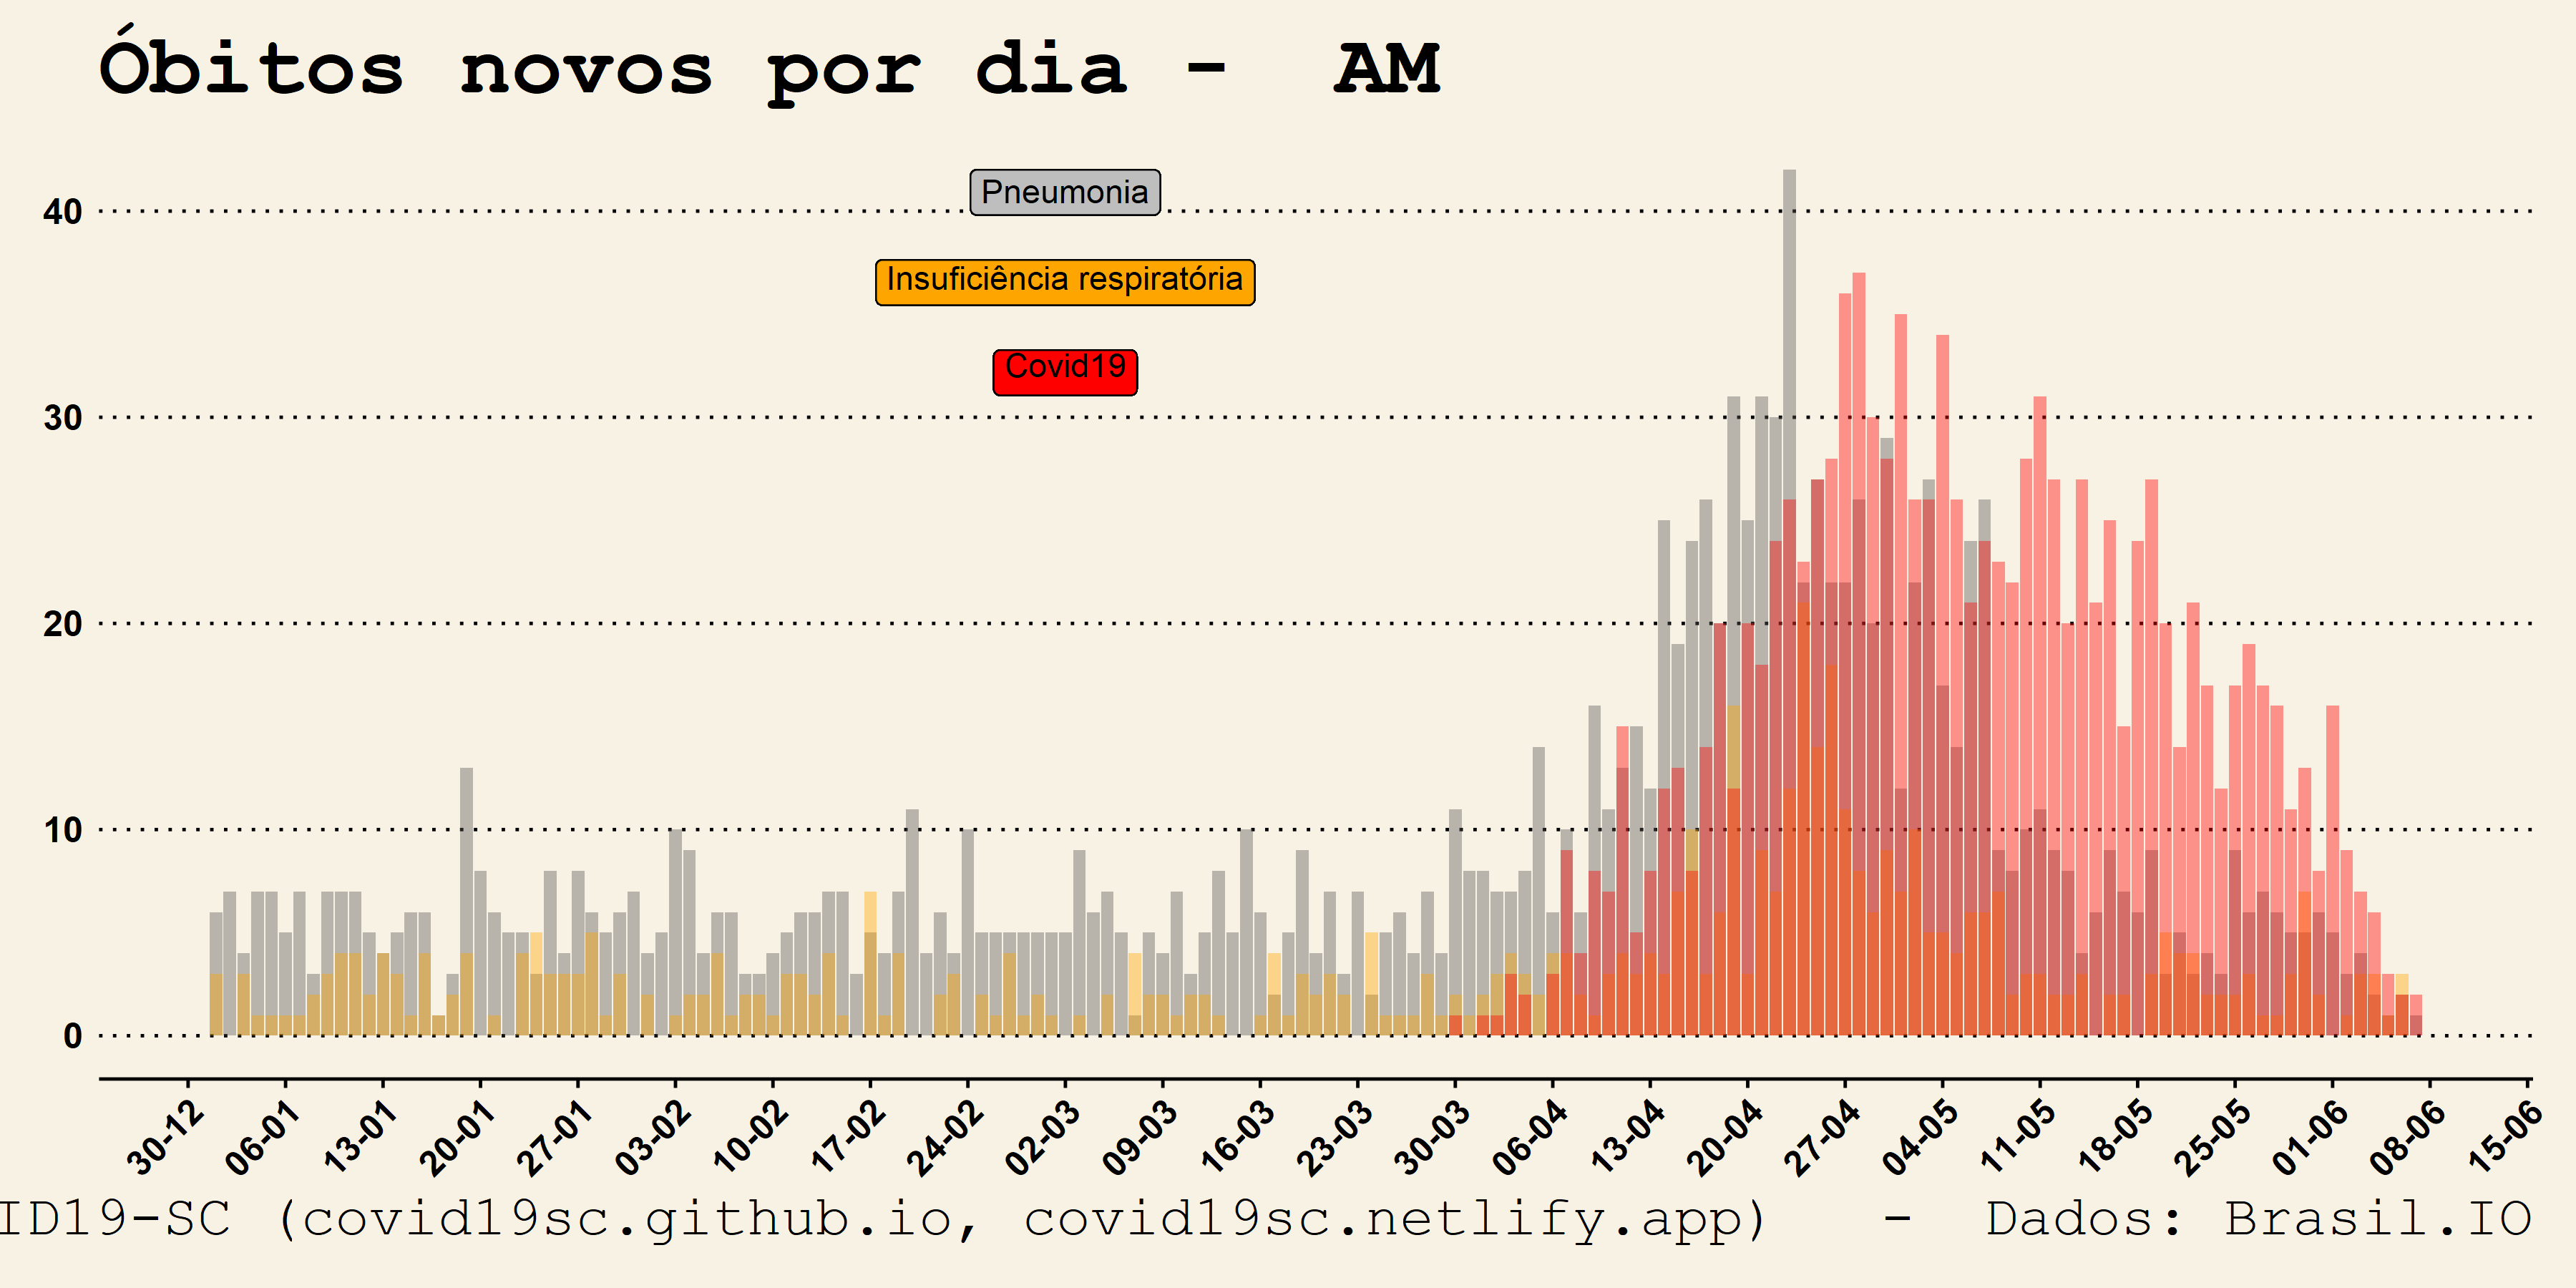 Óbitos novos por dia - AM
Pneumonia
Insuficiência respiratória
Covid19
40
30
20
10
0
30-12 06-01 13-01 20-01 27-01 03-02 10-02 17-02 24-02 02-03 09-03 16-03 23-03 30-03 06-04 13-04 20-04 27-04 04-05 11-05 18-05 25-05 01-06 08-06 15-06
ID19-SC (covid19sc.github.io, covid19sc.netlify.app) - Dados: Brasil.IO